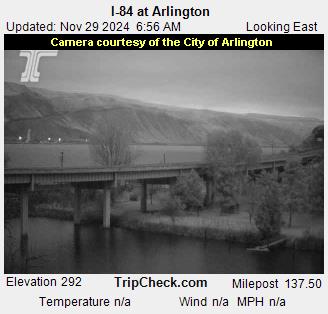 I-84 at Arlington
Updated: Nov 29 2024 6:56 AM Looking East
Camera courtesy of the City of Arlington
Elevation 292 TripCheck.com Milepost 137.50
Temperature n/a Wind n/a MPH n/a